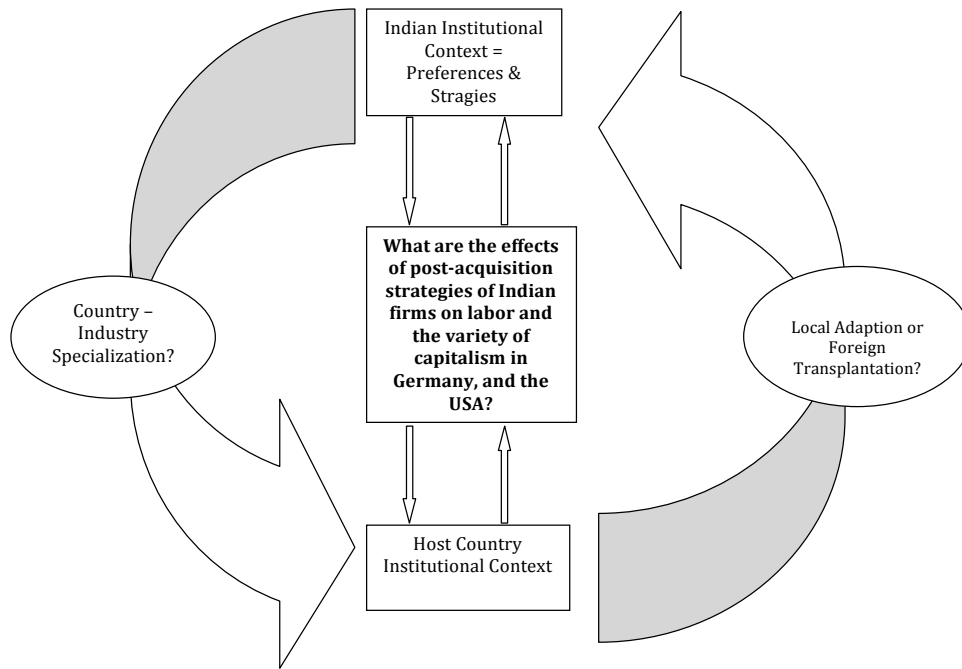 Indian Institutional
Context =
Preferences &
Stragies
What are the effects
of post-acquisition
strategies of Indian
firms on labor and
the variety of
capitalism in
Germany, and the
USA?
Country –
Industry
Specialization?
Local Adaption or
Foreign
Transplantation?
Host Country
Institutional Context